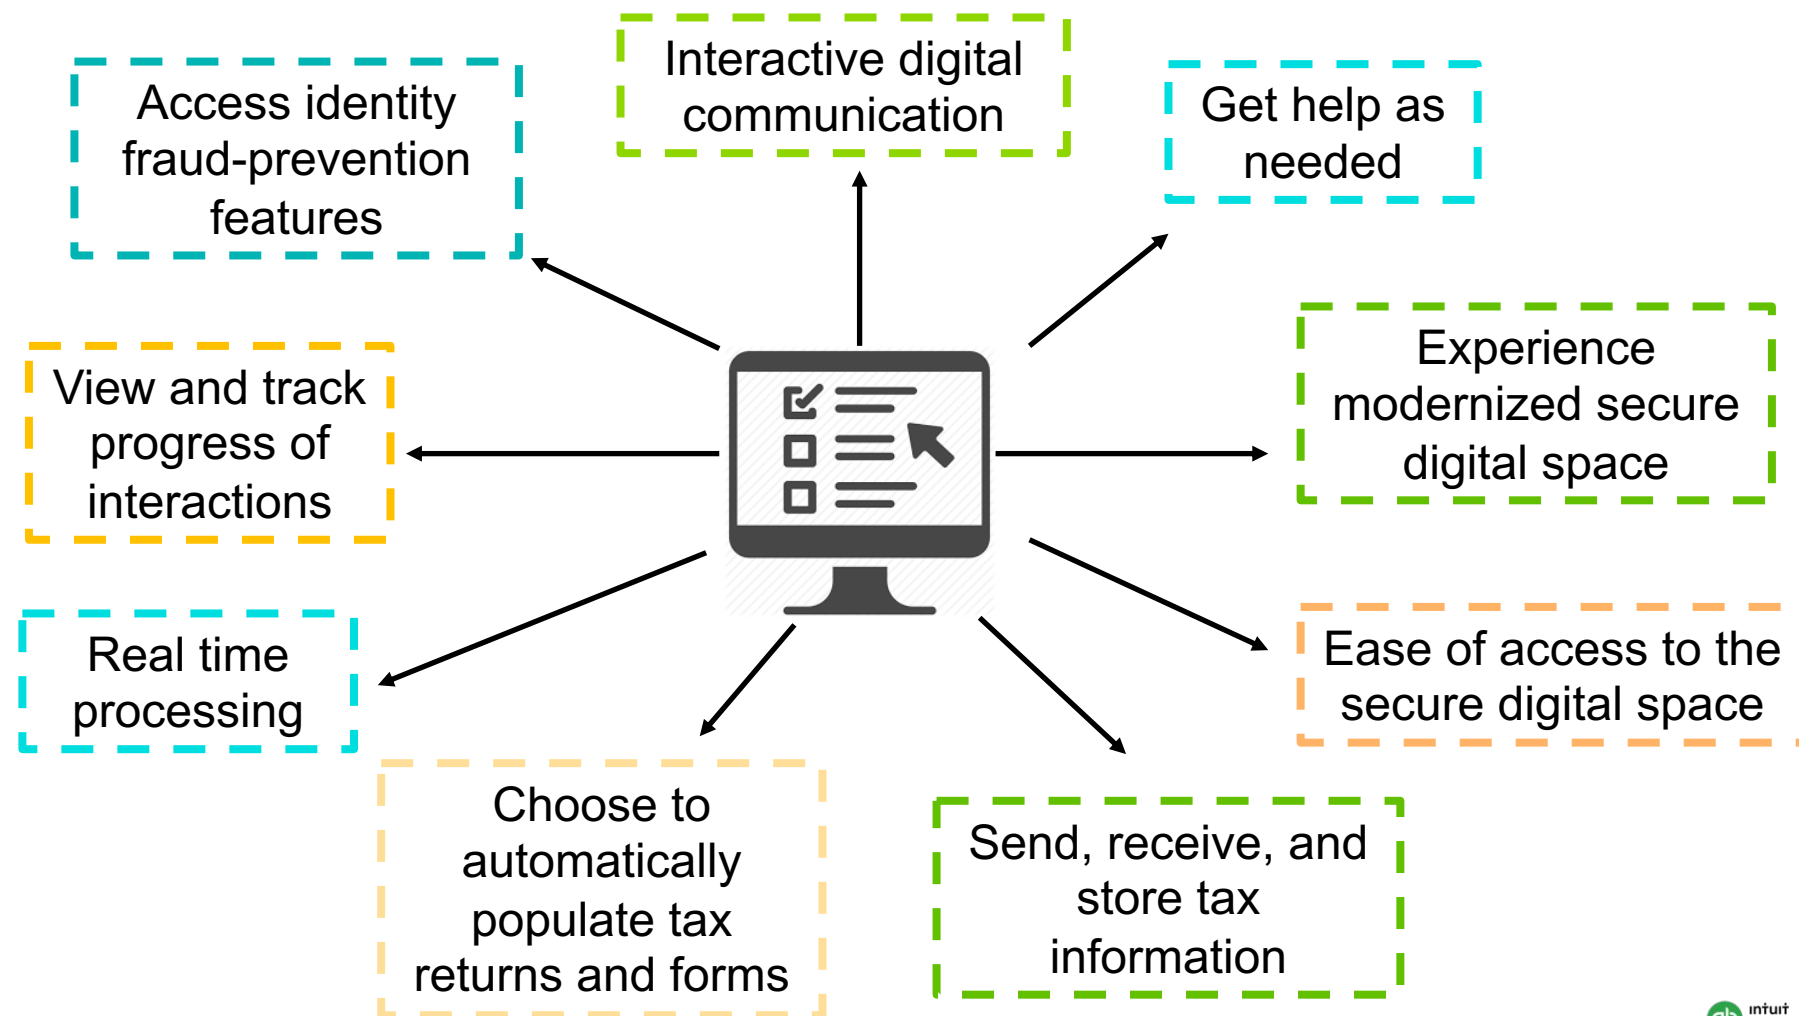 Interactive digital
communication
Access identity
fraud-prevention
features
Get help as
needed
View and track
progress of
interactions
Experience
modernized secure
digital space
Real time
processing
Ease of access to the
secure digital space
Choose to
automatically
populate tax
returns and forms
Send, receive, and
store tax
information
ıntuıt